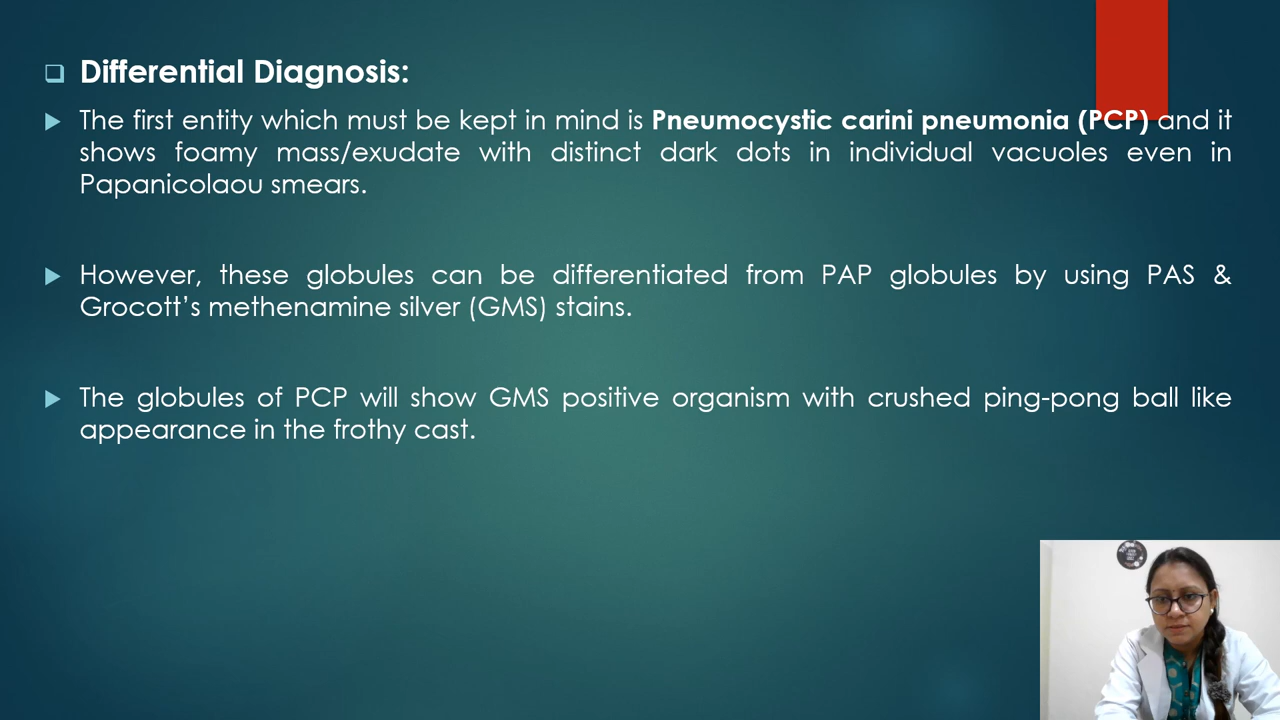 Differential Diagnosis:
The first entity which must be kept in mind is Pneumocystic carini pneumonia (PCP) and it
shows foamy mass/exudate with distinct dark dots in individual vacuoles even in
Papanicolaou smears.
However, these globules can be differentiated from PAP globules by using PAS &
Grocott’s methenamine silver (GMS) stains.
The globules of PCP will show GMS positive organism with crushed ping-pong ball like
appearance in the frothy cast.